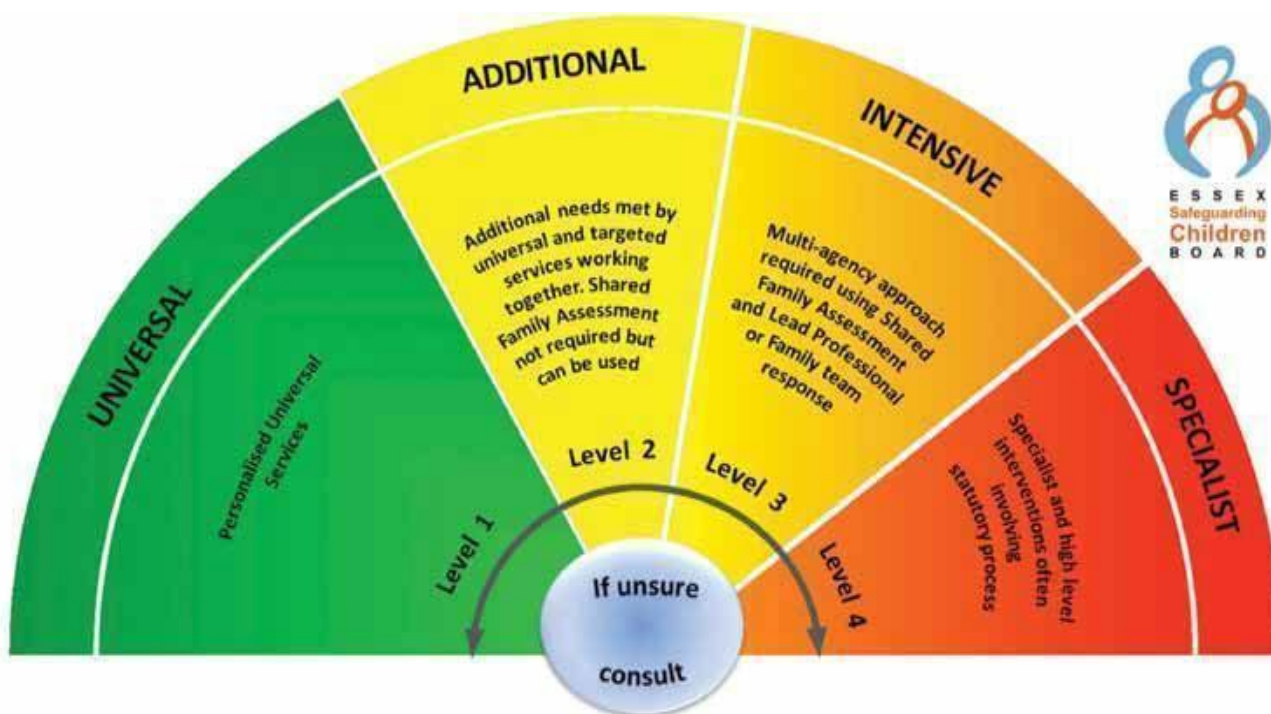 UNIVERSAL
Personalised Universal
Services
Level 1
ADDITIONAL
Additional needs met by
universal and targeted
services working
together. Shared
Family Assessment
not required but
can be used
Level 2
INTENSIVE
Multi-agency approach
required using Shared
Family Assessment
and Lead Professional
or Family team
response
Level 3
SPECIALIST
Specialist and high level
interventions often
involving
statutory process
Level 4
If unsure
consult
ESSEX
Safeguarding
Children
BOARD